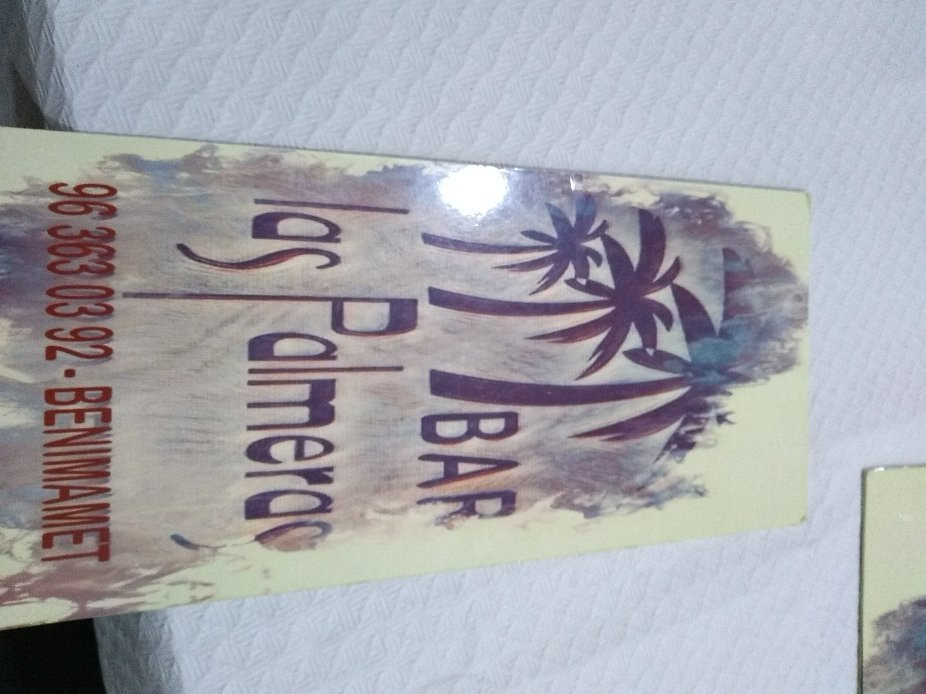 BAR
las Palmeras
96 363 03 92 · BENIMAMET